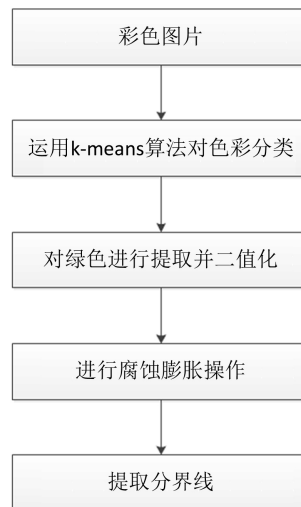 彩色图片
运用k-means算法对色彩分类
对绿色进行提取并二值化
进行腐蚀膨胀操作
提取分界线